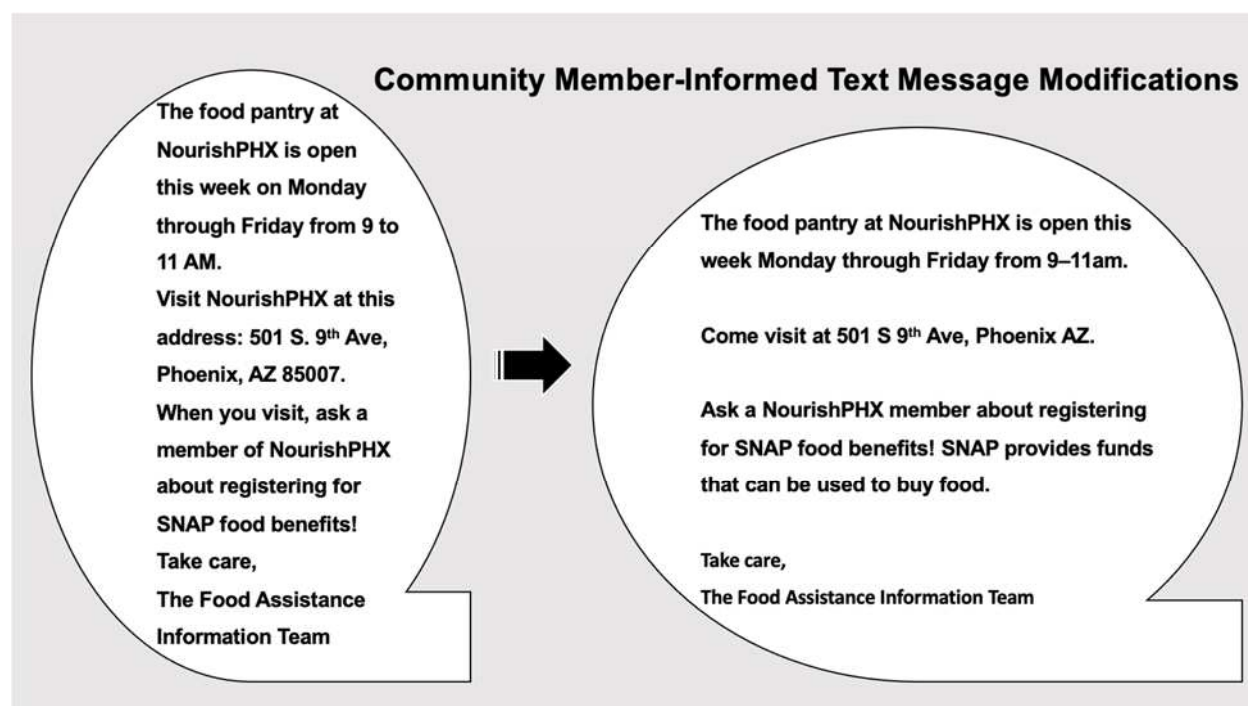 Community Member-Informed Text Message Modifications
The food pantry at
NourishPHX is open
this week on Monday
through Friday from 9 to
11 AM.
Visit NourishPHX at this
address: 501 S. 9th Ave,
Phoenix, AZ 85007.
When you visit, ask a
member of NourishPHX
about registering for
SNAP food benefits!
Take care,
The Food Assistance
Information Team
The food pantry at NourishPHX is open this
week Monday through Friday from 9–11am.
Come visit at 501 S 9th Ave, Phoenix AZ.
Ask a NourishPHX member about registering
for SNAP food benefits! SNAP provides funds
that can be used to buy food.
Take care,
The Food Assistance Information Team